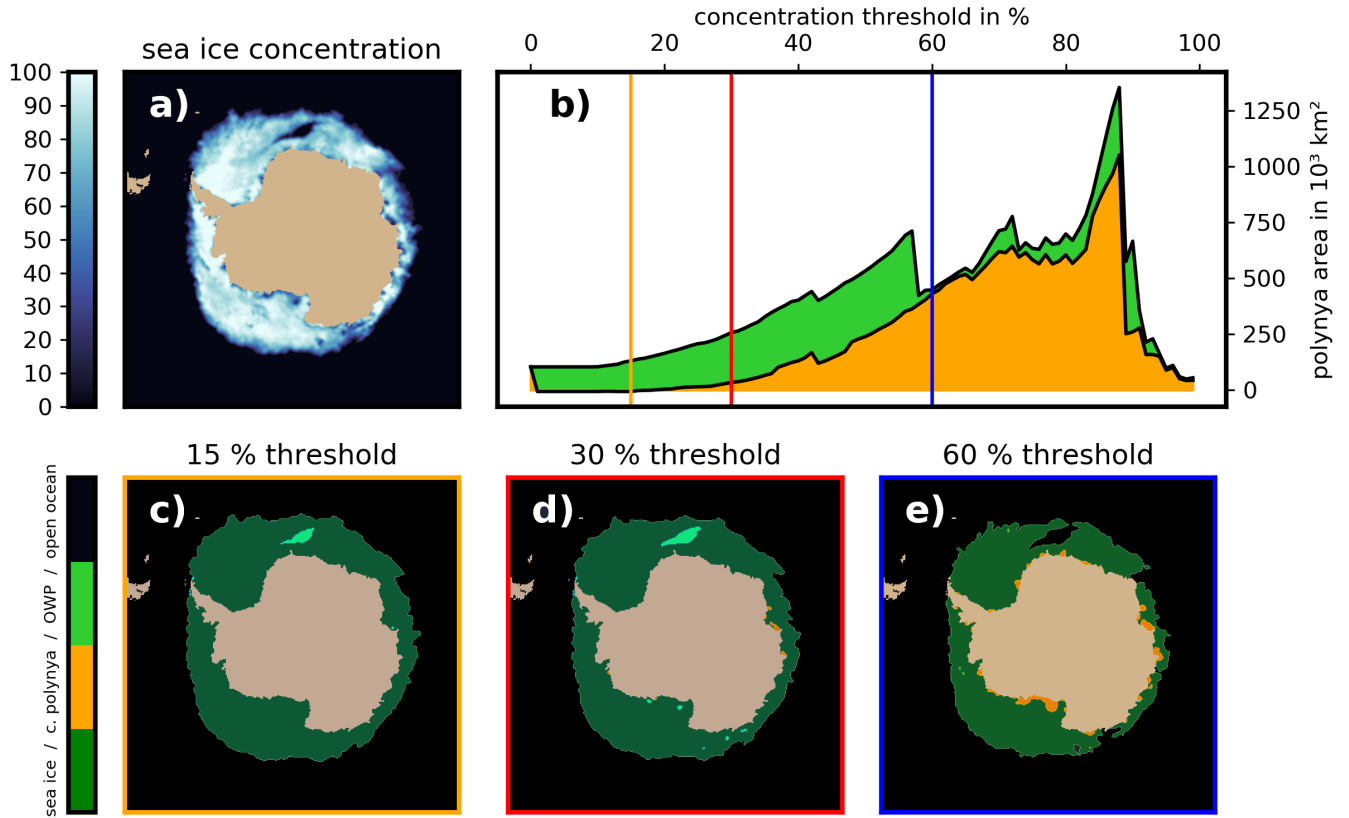 concentration threshold in %
0 20 40 60 80 100
sea ice concentration
100
90
80
70
60
50
40
30
20
10
0
a)
b)
1250
1000
750
500
250
0
polynya area in 10³ km²
15 % threshold
30 % threshold
60 % threshold
sea ice / c. polynya / OWP / open ocean
c)
d)
e)